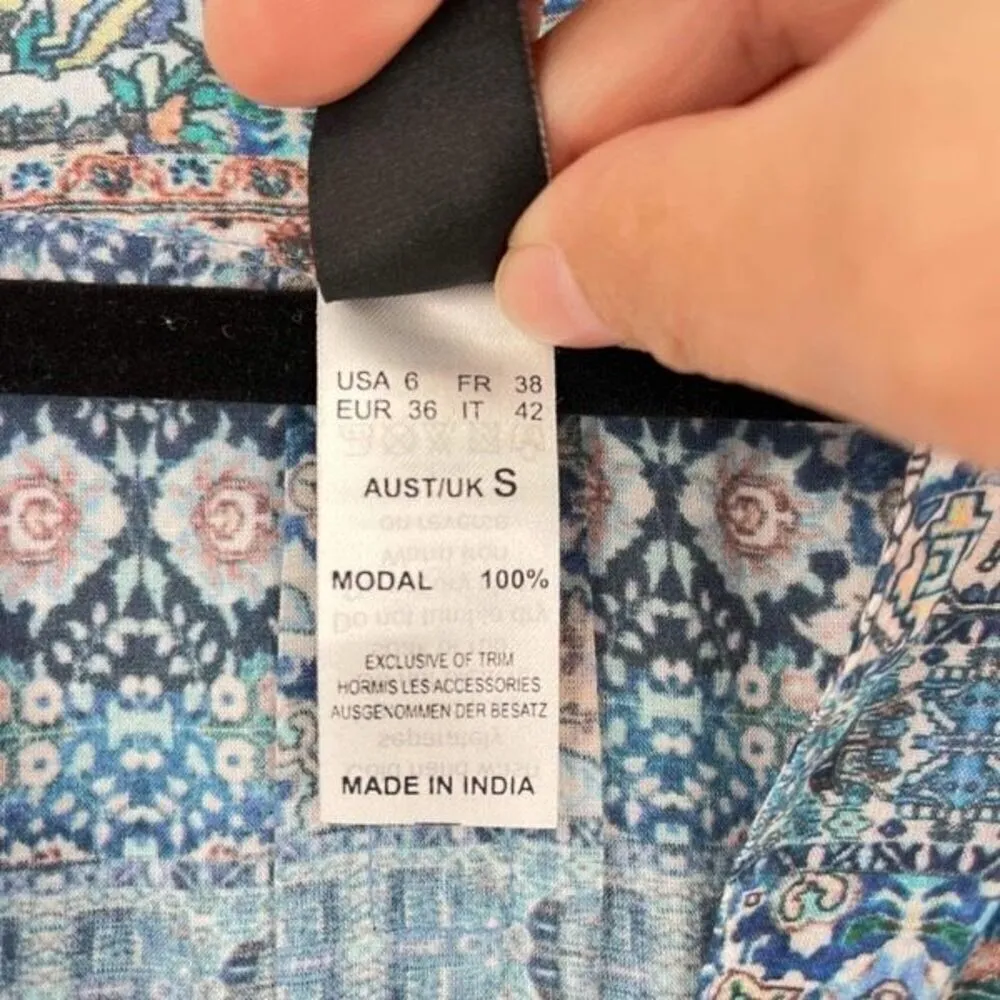 USA 6 FR 38
EUR 36 IT 42
AUST/UK S
MODAL 100%
EXCLUSIVE OF TRIM
HORMIS LES ACCESSORIES
AUSGENOMMEN DER BESATZ
MADE IN INDIA